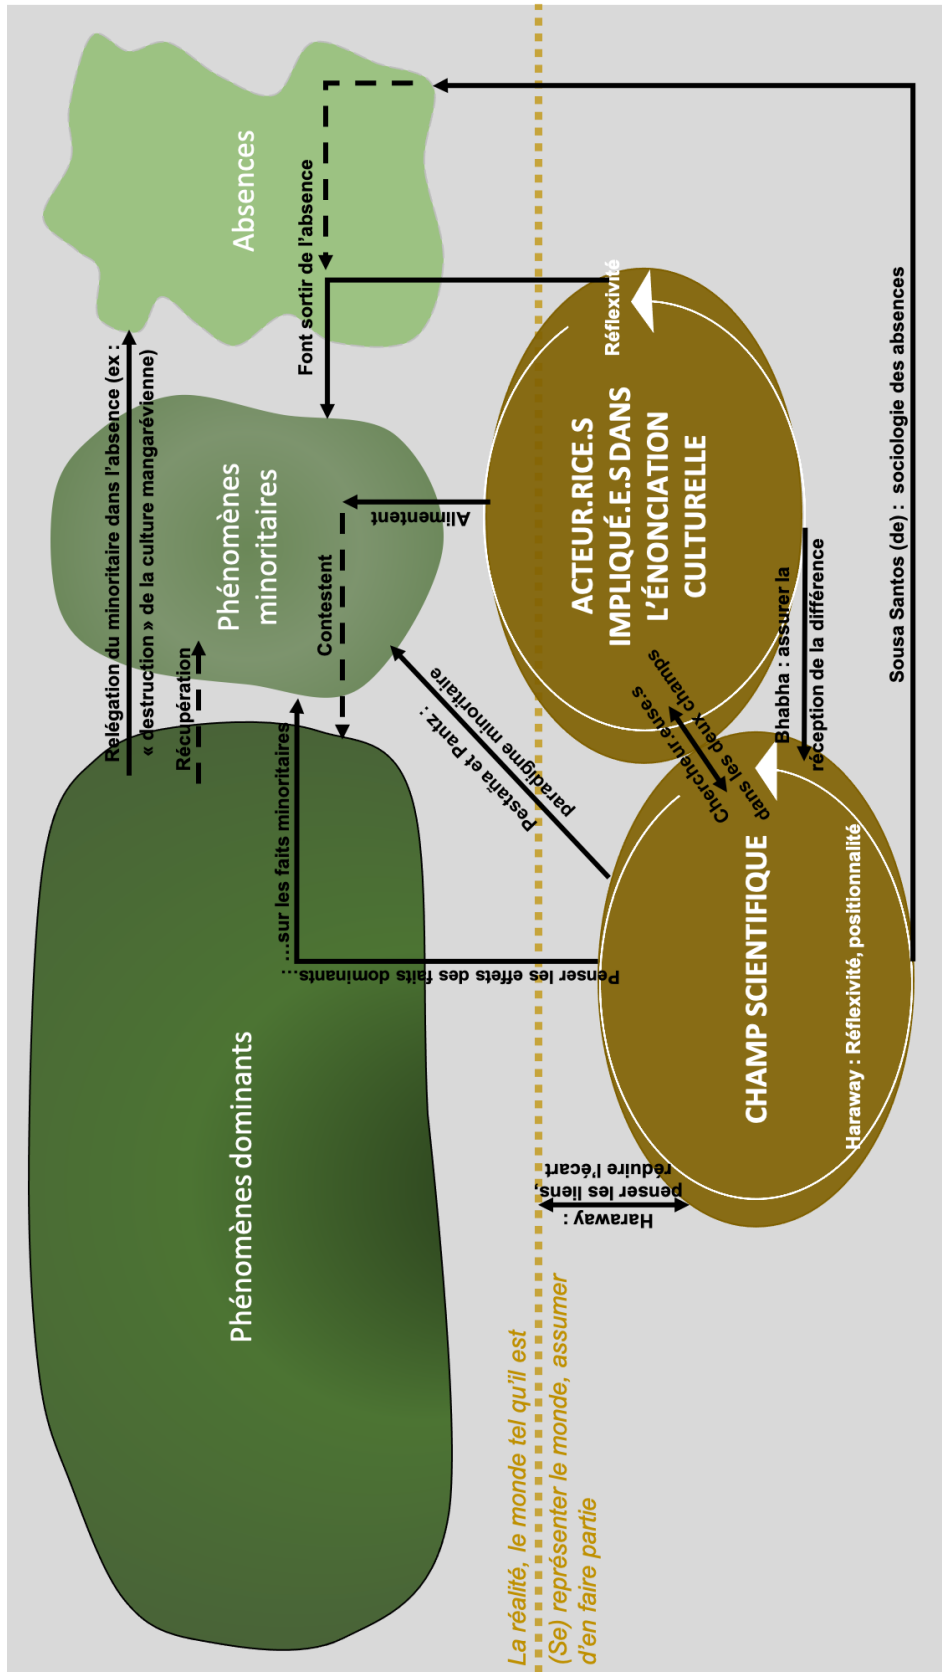 Phénomènes dominants
Phénomènes
minoritaires
Absences
Relégation du minoritaire dans l'absence (ex :
« destruction » de la culture mangarévienne)
Récupération
…sur les faits minoritaires
Contestent
Font sortir de l'absence
Penser les effets des faits dominants…
Pestaña et Pantz :
paradigme minoritaire
Alimentent
La réalité, le monde tel qu'il est
(Se) représenter le monde, assumer
d'en faire partie
Haraway :
penser les liens,
réduire l'écart
CHAMP SCIENTIFIQUE
Haraway : Réflexivité, positionnalité
Chercheur·euse.s
dans les deux champs
ACTEUR.RICE.S
IMPLIQUÉ.E.S DANS
L'ÉNONCIATION
CULTURELLE
Réflexivité
Bhabha : assurer la
réception de la différence
Sousa Santos (de) : sociologie des absences